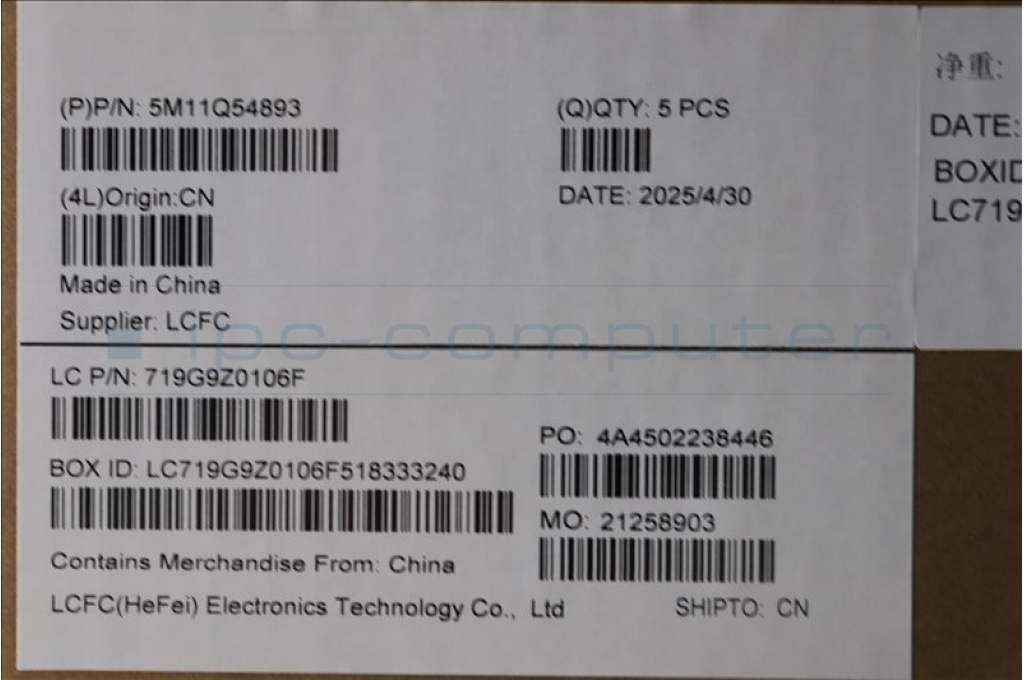 (P)P/N: 5M11Q54893
(Q)QTY: 5 PCS
(4L)Origin:CN
DATE: 2025/4/30
Made in China
Supplier: LCFC
ipc-computer
LC P/N: 719G9Z0106F
PO: 4A4502238446
BOX ID: LC719G9Z0106F518333240
MO: 21258903
Contains Merchandise From: China
LCFC(HeFei) Electronics Technology Co., Ltd
SHIPTO: CN
净重:
DATE:
BOXID
LC719